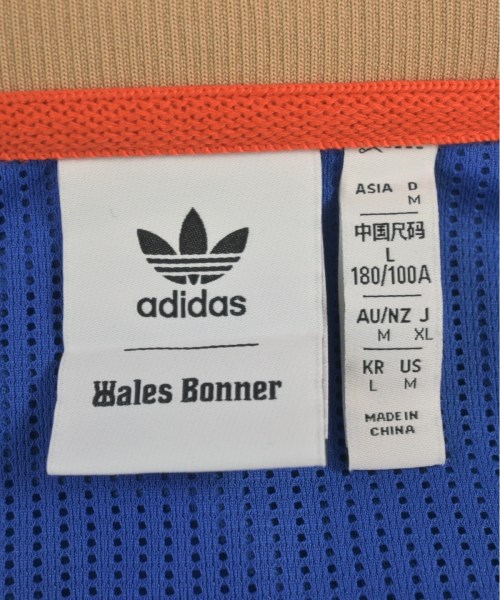 adidas
Wales Bonner
ASIA D
M
中国尺码
L
180/100A
AU/NZ J
M XL
KR US
L M
MADE IN
CHINA